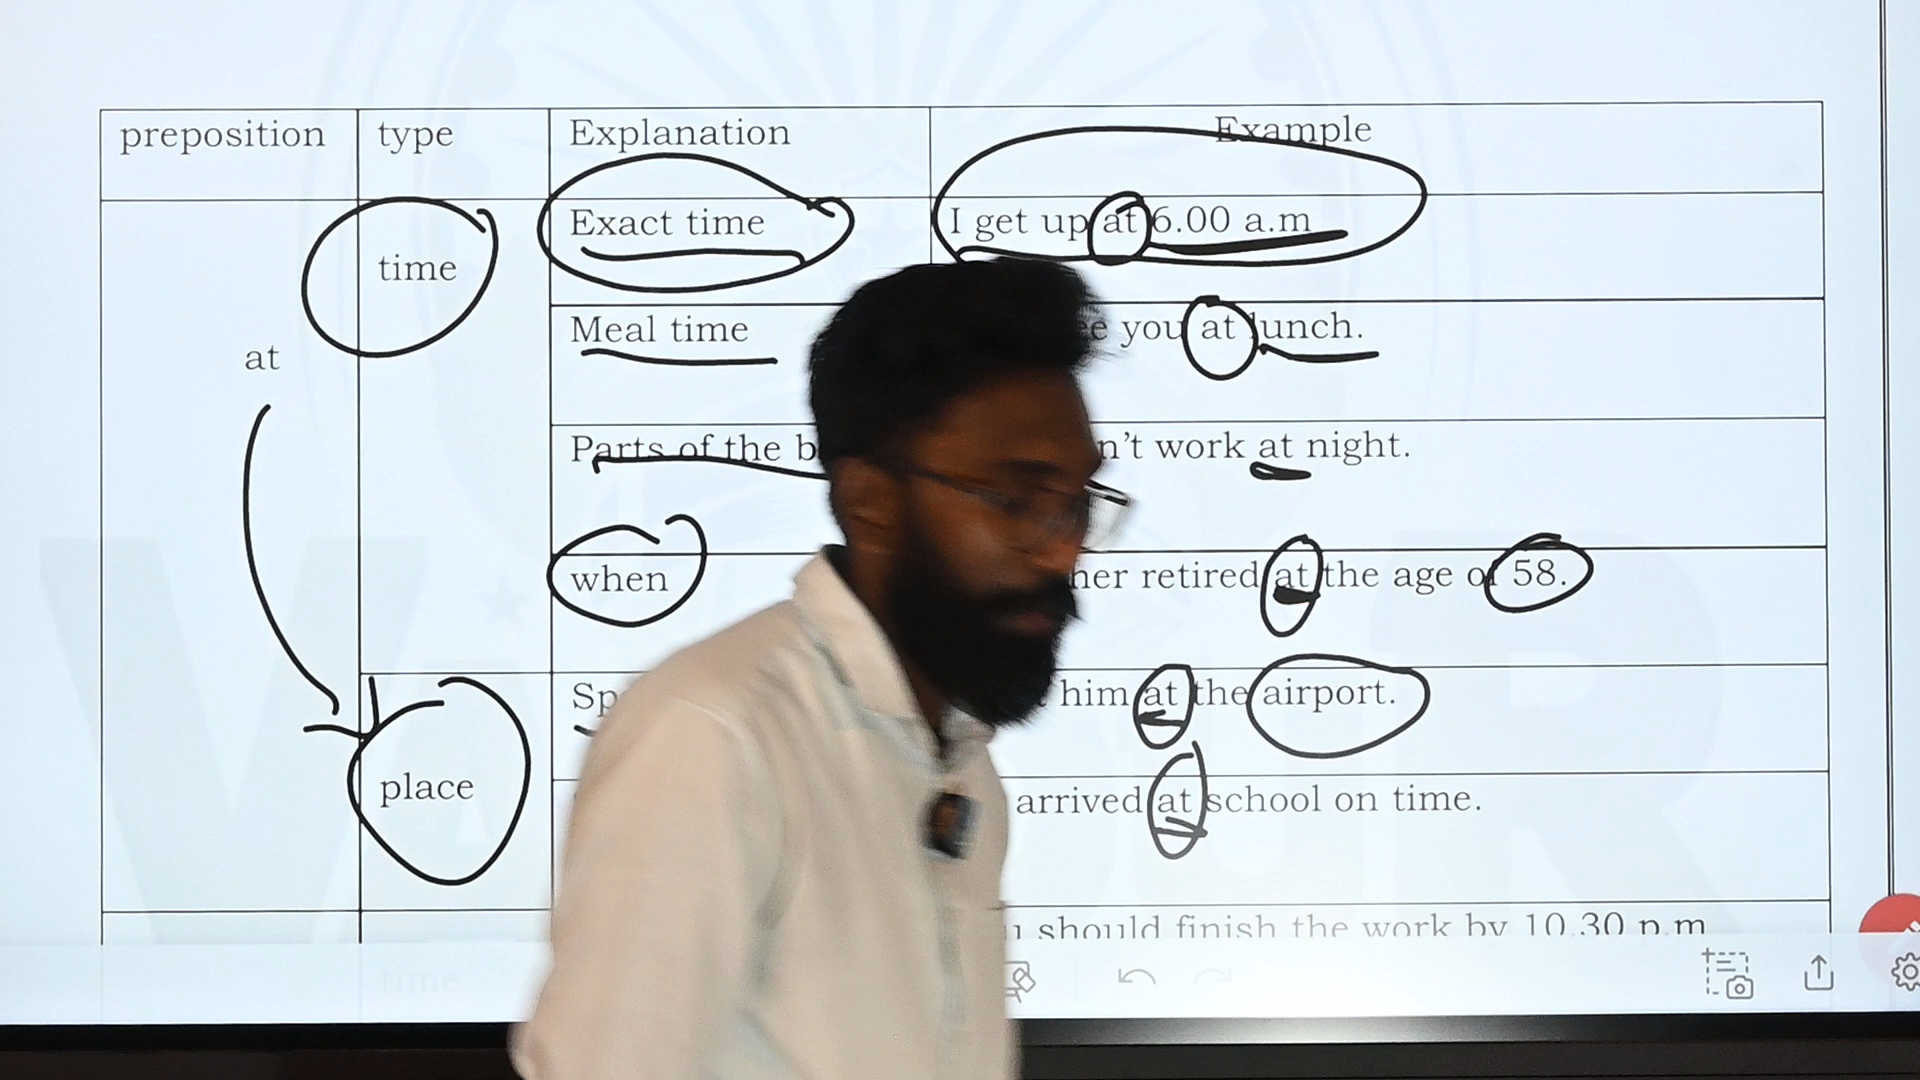 preposition type Explanation Example
Exact time I get up at 6.00 a.m
time
Meal time you at lunch.
at
Parts of the n't work at night.
when retired at the age of 58.
him at the airport.
place arrived at school on time.
should finish the work by 10.30 p.m
time